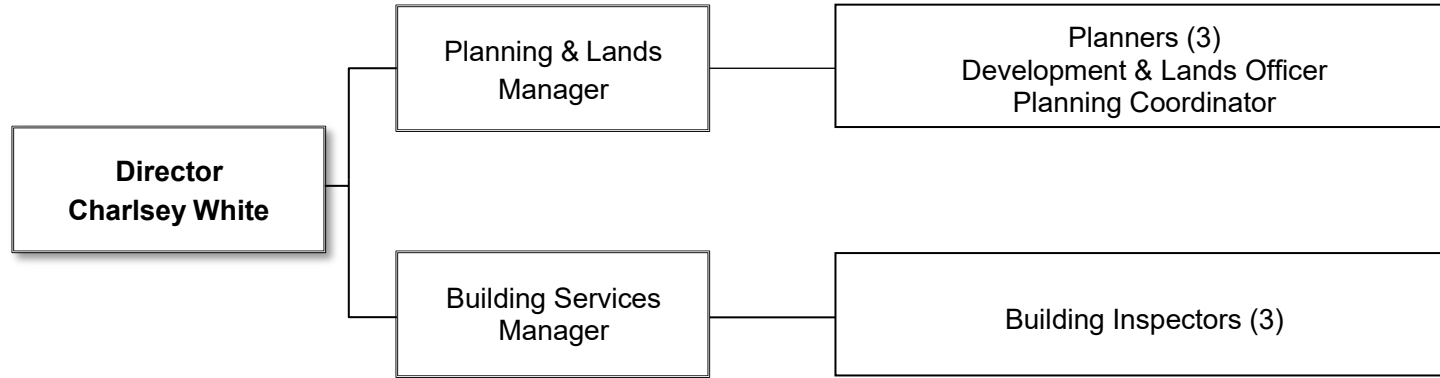 Director
Charlsey White
Planning & Lands
Manager
Planners (3)
Development & Lands Officer
Planning Coordinator
Building Services
Manager
Building Inspectors (3)